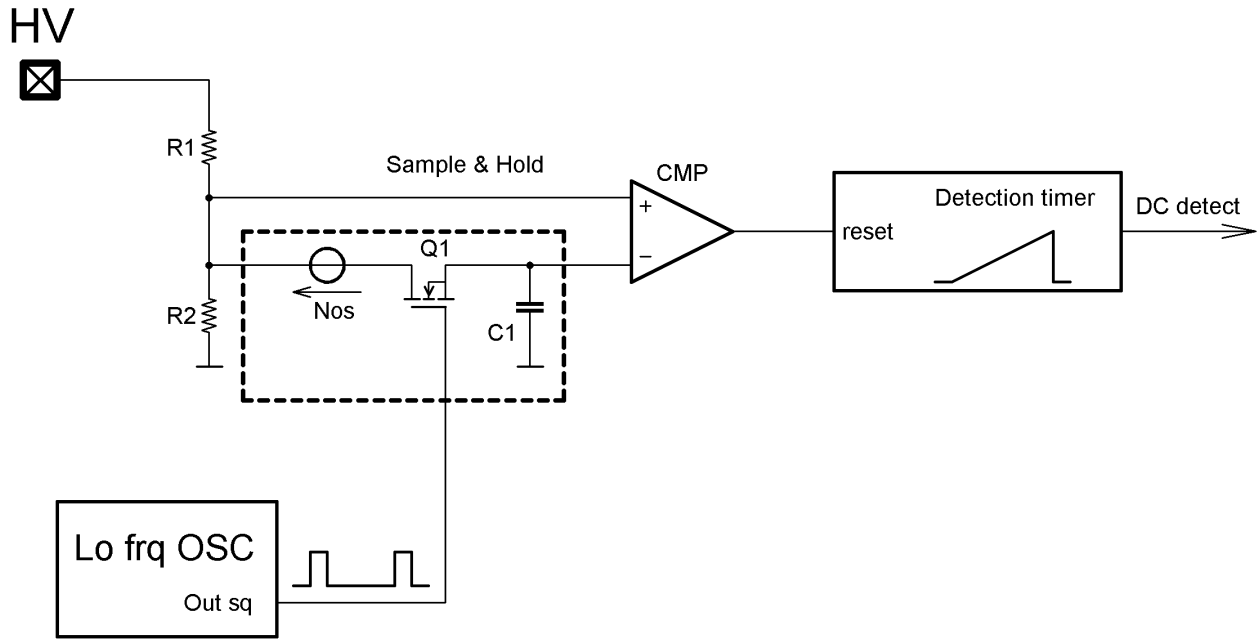 HV
R1
Sample & Hold
CMP
+
Detection timer
DC detect
reset
Q1
−
Nos
R2
C1
Lo frq OSC
Out sq